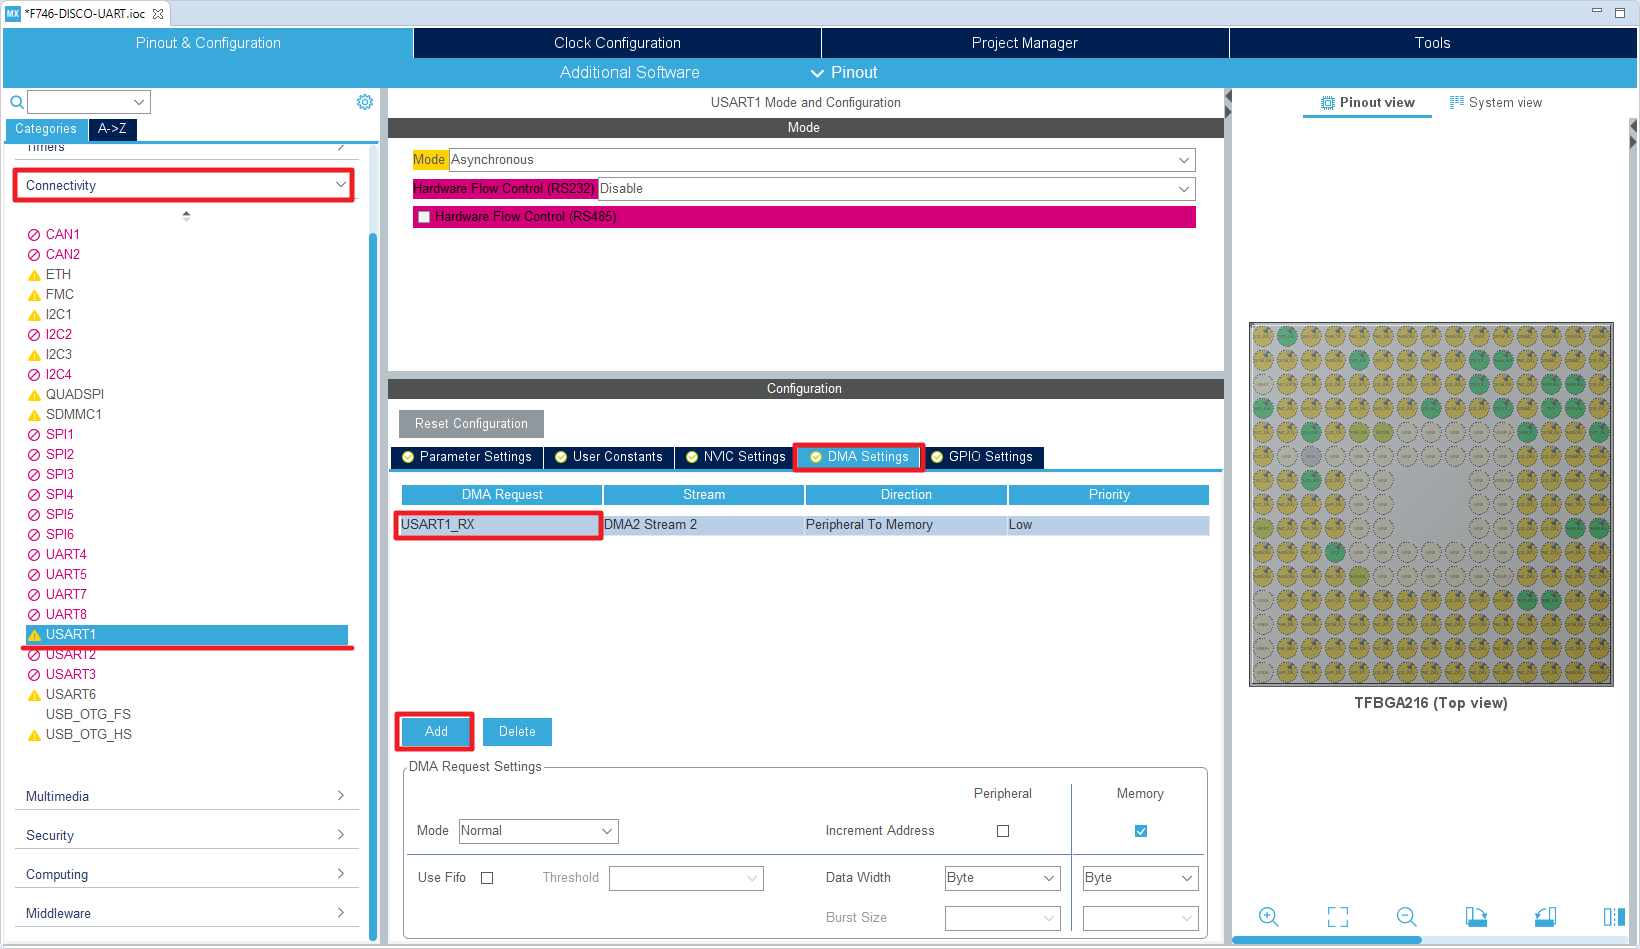 MX *F746-DISCO-UART.ioc
Pinout & Configuration
Clock Configuration
Project Manager
Tools
Additional Software
Pinout
Categories
A->Z
Timers
Connectivity
CAN1
CAN2
ETH
FMC
I2C1
I2C2
I2C3
I2C4
QUADSPI
SDMMC1
SPI1
SPI2
SPI3
SPI4
SPI5
SPI6
UART4
UART5
UART7
UART8
USART1
USART2
USART3
USART6
USB_OTG_FS
USB_OTG_HS
Multimedia
Security
Computing
Middleware
USART1 Mode and Configuration
Mode
Mode Asynchronous
Hardware Flow Control (RS232) Disable
Hardware Flow Control (RS485)
Configuration
Reset Configuration
Parameter Settings
User Constants
NVIC Settings
DMA Settings
GPIO Settings
DMA Request Stream Direction Priority
USART1_RX DMA2 Stream 2 Peripheral To Memory Low
Add
Delete
DMA Request Settings
Peripheral Memory
Mode Normal Increment Address
Use Fifo Threshold Data Width Byte Byte
Burst Size
Pinout view
System view
TFBGA216 (Top view)